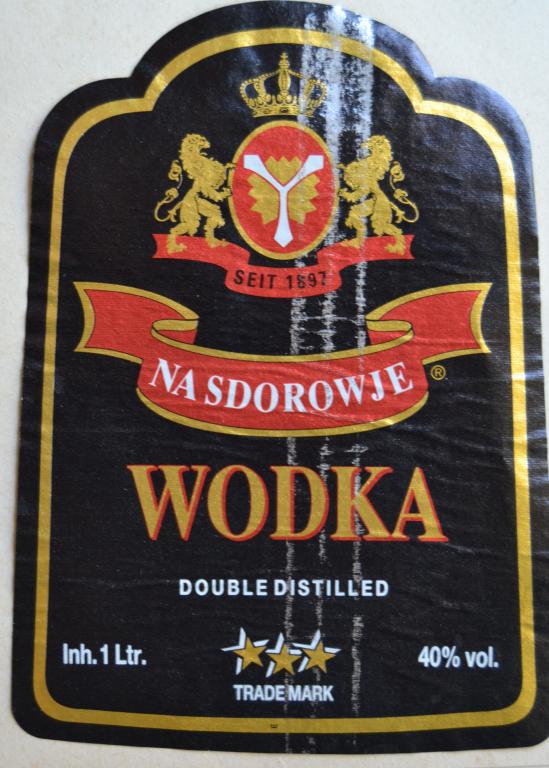 SEIT 1897
NA SDOROWJE ®
WODKA
DOUBLE DISTILLED
Inh. 1 Ltr.
40% vol.
TRADE MARK